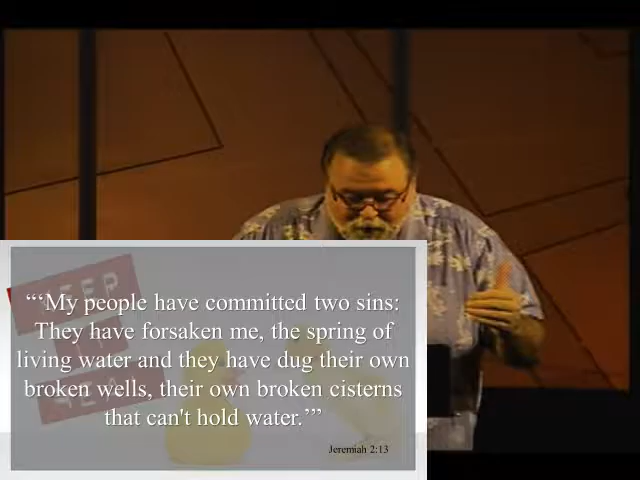 “‘My people have committed two sins:
They have forsaken me, the spring of
living water and they have dug their own
broken wells, their own broken cisterns
that can't hold water.’”
Jeremiah 2:13